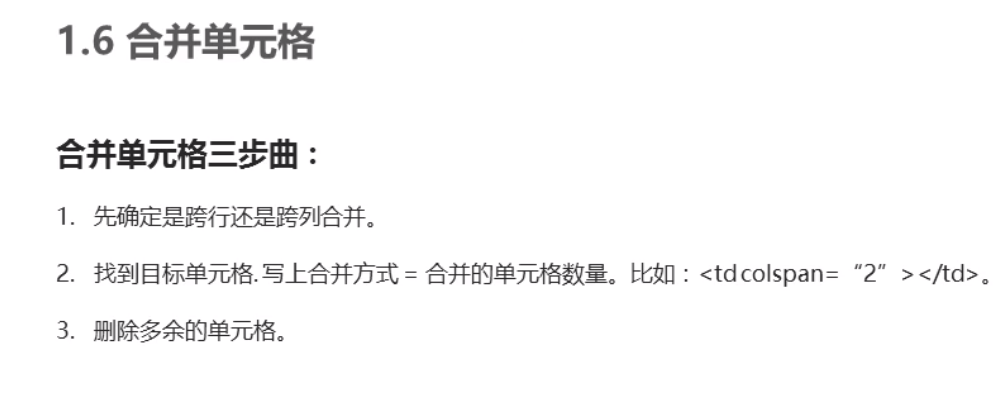 1.6 合并单元格
合并单元格三步曲：
1. 先确定是跨行还是跨列合并。
2. 找到目标单元格. 写上合并方式 = 合并的单元格数量。比如：<td colspan= “2” ></td>。
3. 删除多余的单元格。